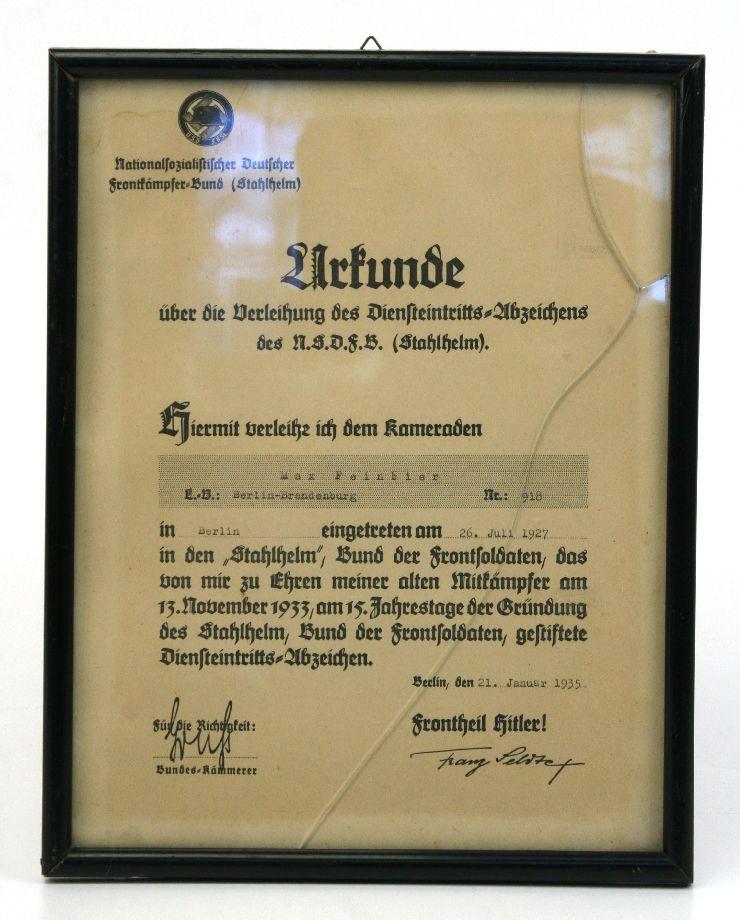 Nationalsozialistischer Deutscher
Frontkämpfer-Bund (Stahlhelm)
Urkunde
über die Verleihung des Diensteintritts-Abzeichens
des N.S.D.F.B. (Stahlhelm).
Hiermit verleihe ich dem Kameraden
Max Feinbier
L.-V.: Berlin-Brandenburg Nr.: 918
in Berlin eingetreten am 26. Juli 1927
in den „Stahlhelm", Bund der Frontsoldaten, das
von mir zu Ehren meiner alten Mitkämpfer am
13. November 1933, am 15. Jahrestage der Gründung
des Stahlhelm, Bund der Frontsoldaten, gestiftete
Diensteintritts-Abzeichen.
Berlin, den 21. Januar 1935
Für die Richtigkeit:
Frontheil Hitler!
Franz Seldte
Bundes-Kämmerer